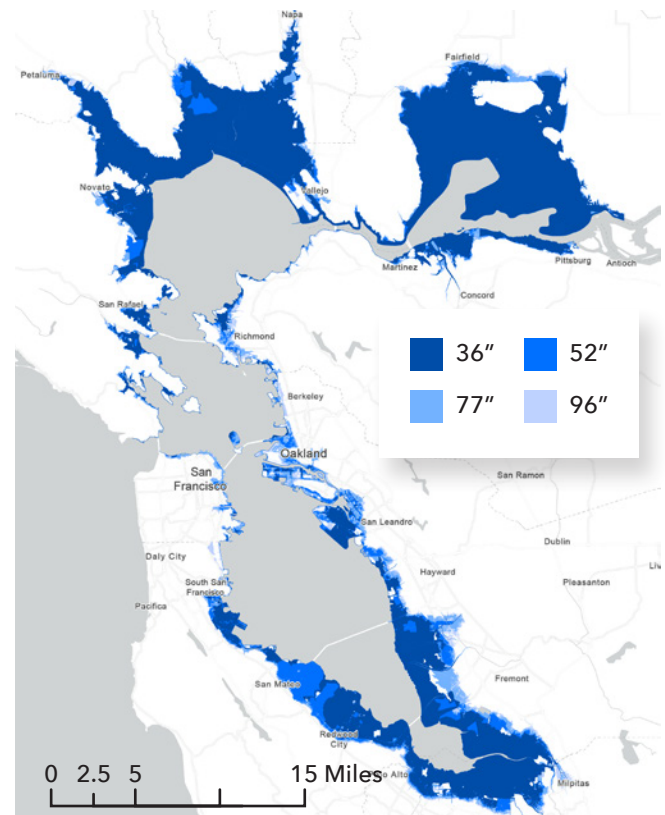 Napa
Fairfield
Petaluma
Novato
Vallejo
Martinez
Pittsburg
Antioch
Concord
San Rafael
Richmond
36″ 52″
77″ 96″
Berkeley
Oakland
San
Francisco
San Ramon
San Leandro
Daly City
Dublin
Hayward
Pleasanton
South San
Francisco
Pacifica
Fremont
San Mateo
Redwood
City
0 2.5 5 15 Miles
Alto
Milpitas